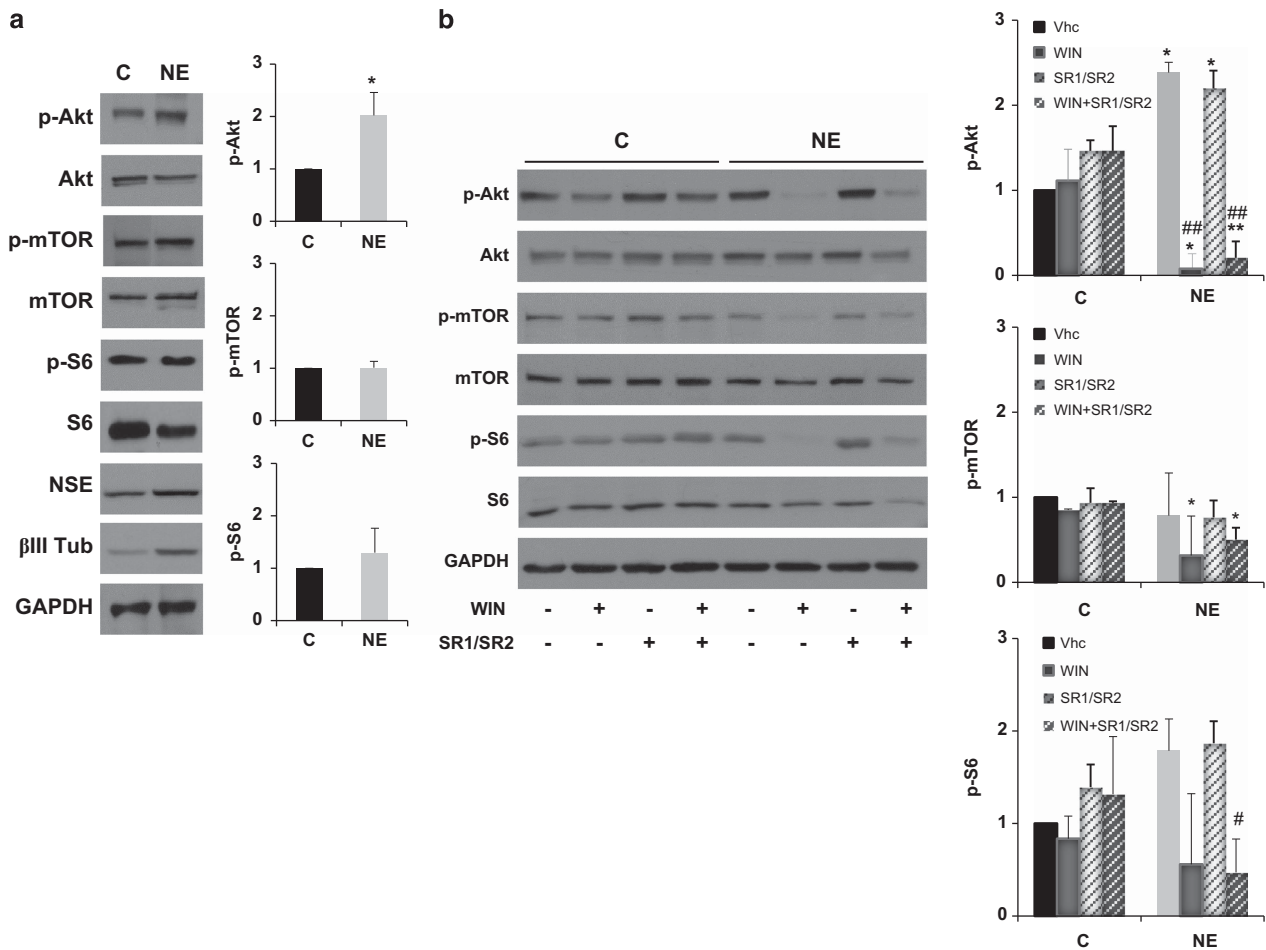 a
C NE
p-Akt
Akt
p-mTOR
mTOR
p-S6
S6
NSE
βIII Tub
GAPDH
3
2
1
0
p-Akt
*
C NE
3
2
1
0
p-mTOR
C NE
3
2
1
0
p-S6
C NE
b
C NE
p-Akt
Akt
p-mTOR
mTOR
p-S6
S6
GAPDH
WIN - + - + - + - +
SR1/SR2 - - + + - - + +
3
2
1
0
p-Akt
Vhc
WIN
SR1/SR2
WIN+SR1/SR2
* *
## ##
* **
C NE
3
2
1
0
p-mTOR
Vhc
WIN
SR1/SR2
WIN+SR1/SR2
* *
C NE
3
2
1
0
p-S6
Vhc
WIN
SR1/SR2
WIN+SR1/SR2
#
C NE